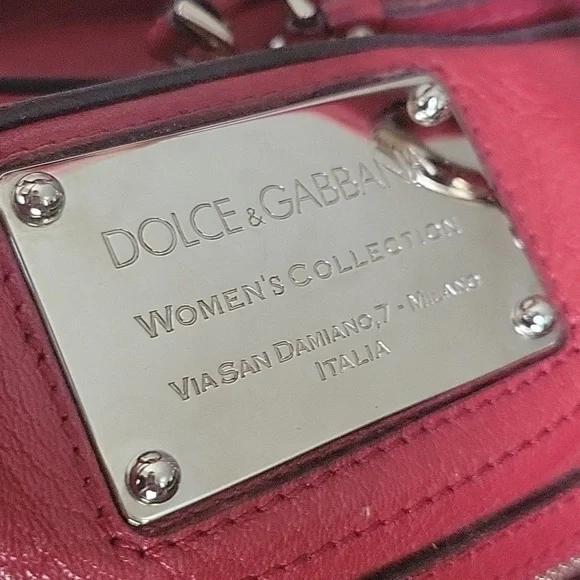 DOLCE & GABBANA
WOMEN'S COLLECTION
VIA SAN DAMIANO, 7 - MILANO
ITALIA